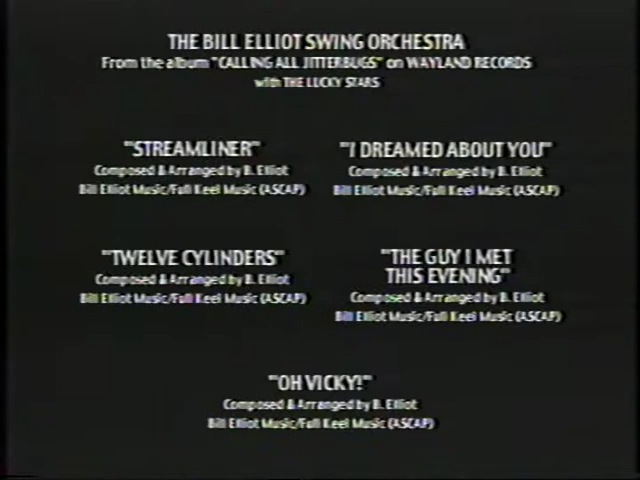 THE BILL ELLIOT SWING ORCHESTRA
From the album "CALLING ALL JITTERBUGS" on WAYLAND RECORDS
with THE LUCKY STARS
"STREAMLINER"
Composed & Arranged by B. Elliot
Bill Elliot Music/Full Keel Music (ASCAP)
"I DREAMED ABOUT YOU"
Composed & Arranged by B. Elliot
Bill Elliot Music/Full Keel Music (ASCAP)
"TWELVE CYLINDERS"
Composed & Arranged by B. Elliot
Bill Elliot Music/Full Keel Music (ASCAP)
"THE GUY I MET
THIS EVENING"
Composed & Arranged by B. Elliot
Bill Elliot Music/Full Keel Music (ASCAP)
"OH VICKY!"
Composed & Arranged by B. Elliot
Bill Elliot Music/Full Keel Music (ASCAP)